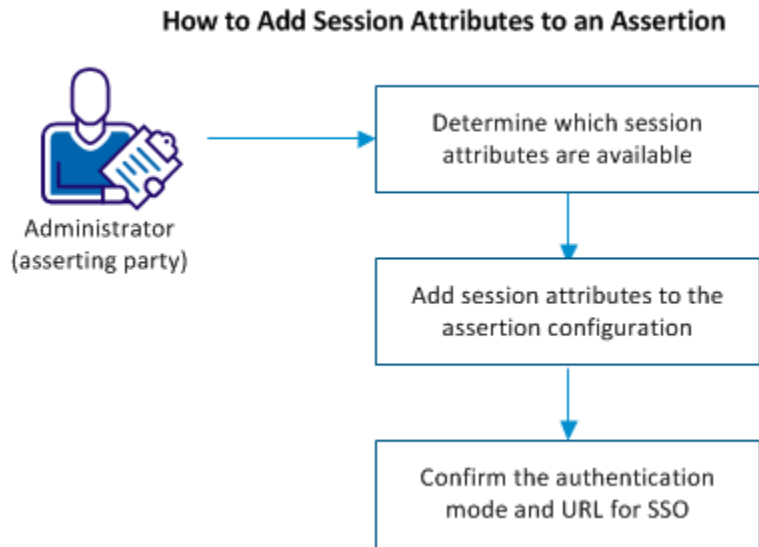 How to Add Session Attributes to an Assertion
Administrator
(asserting party)
Determine which session
attributes are available
Add session attributes to the
assertion configuration
Confirm the authentication
mode and URL for SSO